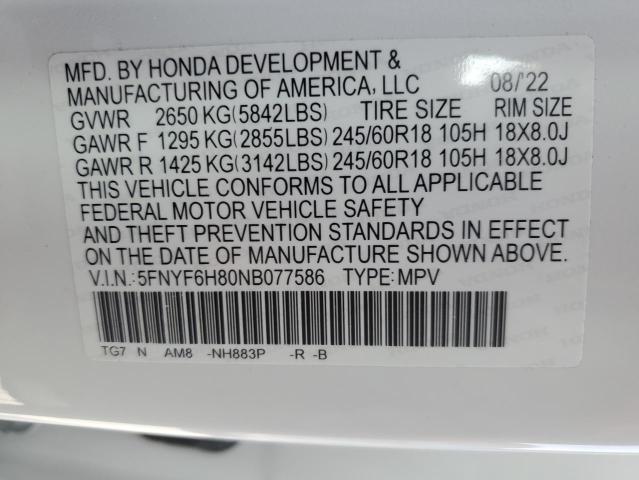 MFD. BY HONDA DEVELOPMENT &
MANUFACTURING OF AMERICA, LLC 08/'22
GVWR 2650 KG(5842LBS) TIRE SIZE RIM SIZE
GAWR F 1295 KG(2855LBS) 245/60R18 105H 18X8.0J
GAWR R 1425 KG(3142LBS) 245/60R18 105H 18X8.0J
THIS VEHICLE CONFORMS TO ALL APPLICABLE
FEDERAL MOTOR VEHICLE SAFETY
AND THEFT PREVENTION STANDARDS IN EFFECT
ON THE DATE OF MANUFACTURE SHOWN ABOVE.
V.I.N.:5FNYF6H80NB077586 TYPE:MPV
TG7 N AM8 -NH883P -R -B